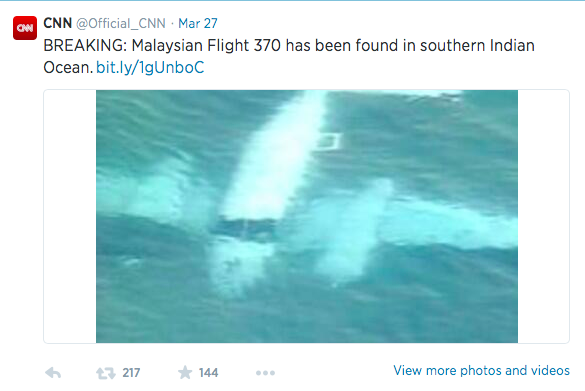 CNN
CNN @Official_CNN · Mar 27
BREAKING: Malaysian Flight 370 has been found in southern Indian
Ocean. bit.ly/1gUnboC
217 144 View more photos and videos